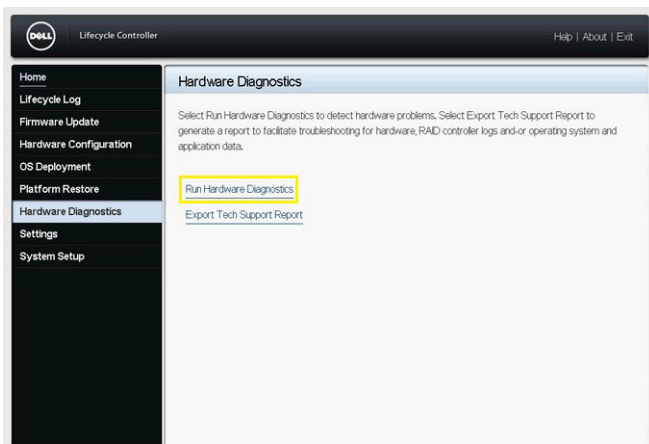 DELL
Lifecycle Controller
Help | About | Exit
Home
Lifecycle Log
Firmware Update
Hardware Configuration
OS Deployment
Platform Restore
Hardware Diagnostics
Settings
System Setup
Hardware Diagnostics
Select Run Hardware Diagnostics to detect hardware problems. Select Export Tech Support Report to
generate a report to facilitate troubleshooting for hardware, RAID controller logs and-or operating system and
application data.
Run Hardware Diagnostics
Export Tech Support Report